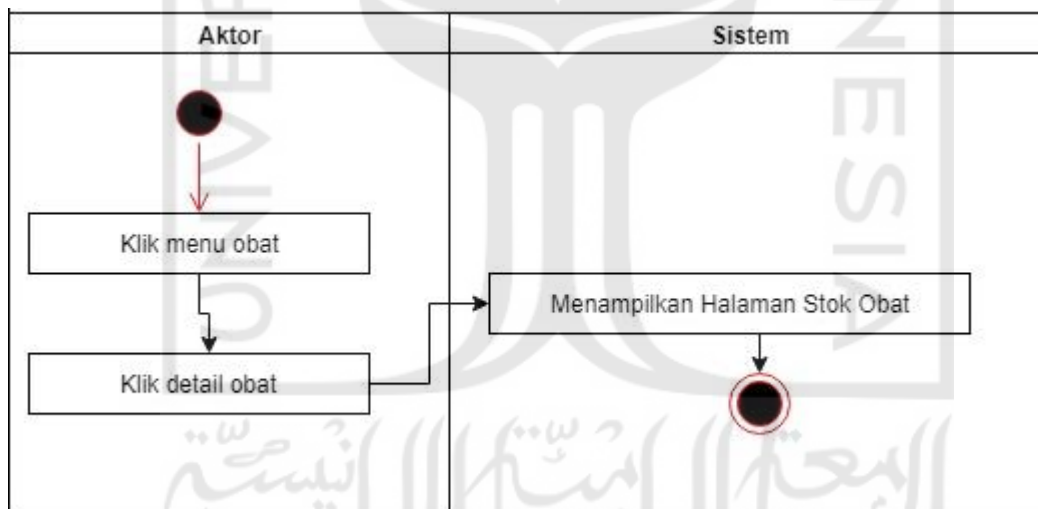 Aktor
Sistem
Klik menu obat
Menampilkan Halaman Stok Obat
Klik detail obat